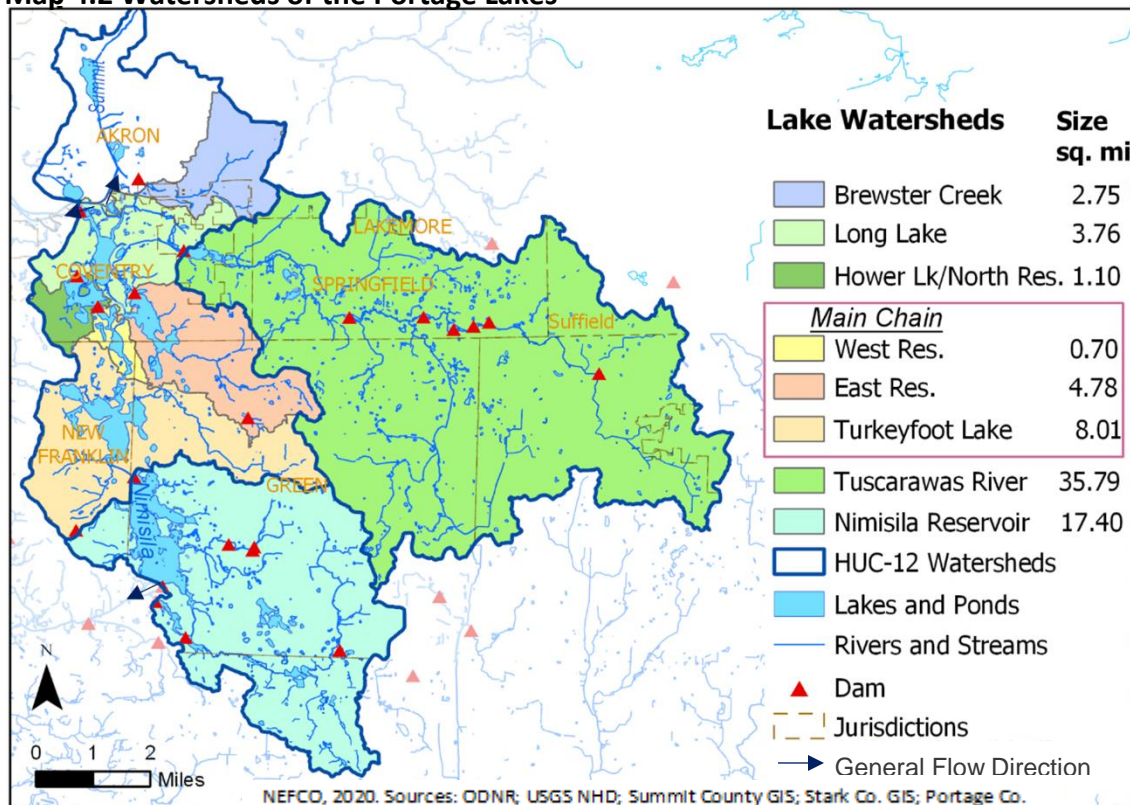 Map 4.2 Watersheds of the Portage Lakes
Summit
AKRON
LAKEMORE
COVENTRY
SPRINGFIELD
Suffield
NEW
FRANKLIN
GREEN
Nimisila
N
0 1 2
Miles
Lake Watersheds Size
sq. mi
Brewster Creek 2.75
Long Lake 3.76
Hower Lk/North Res. 1.10
Main Chain
West Res. 0.70
East Res. 4.78
Turkeyfoot Lake 8.01
Tuscarawas River 35.79
Nimisila Reservoir 17.40
HUC-12 Watersheds
Lakes and Ponds
Rivers and Streams
Dam
Jurisdictions
General Flow Direction
NEFCO, 2020. Sources: ODNR; USGS NHD; Summit County GIS; Stark Co. GIS; Portage Co.